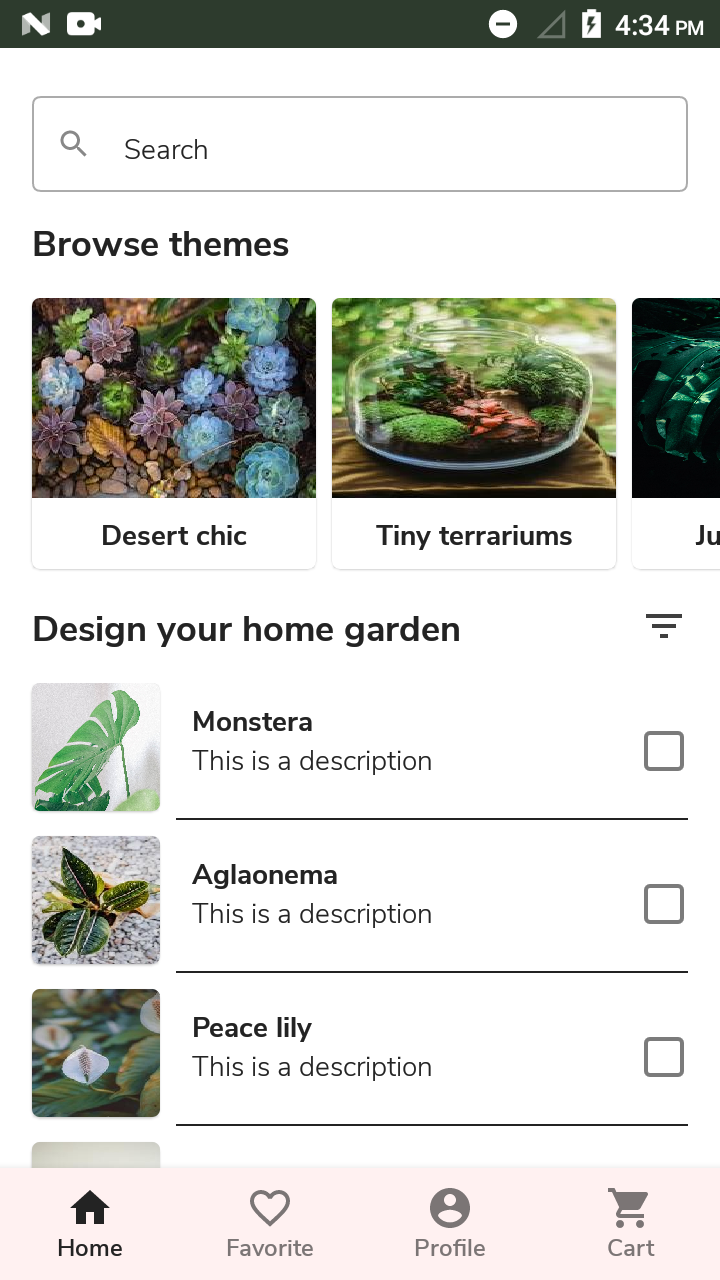 4:34 PM
Search
Browse themes
Desert chic
Tiny terrariums
Ju
Design your home garden
Monstera
This is a description
Aglaonema
This is a description
Peace lily
This is a description
Home
Favorite
Profile
Cart